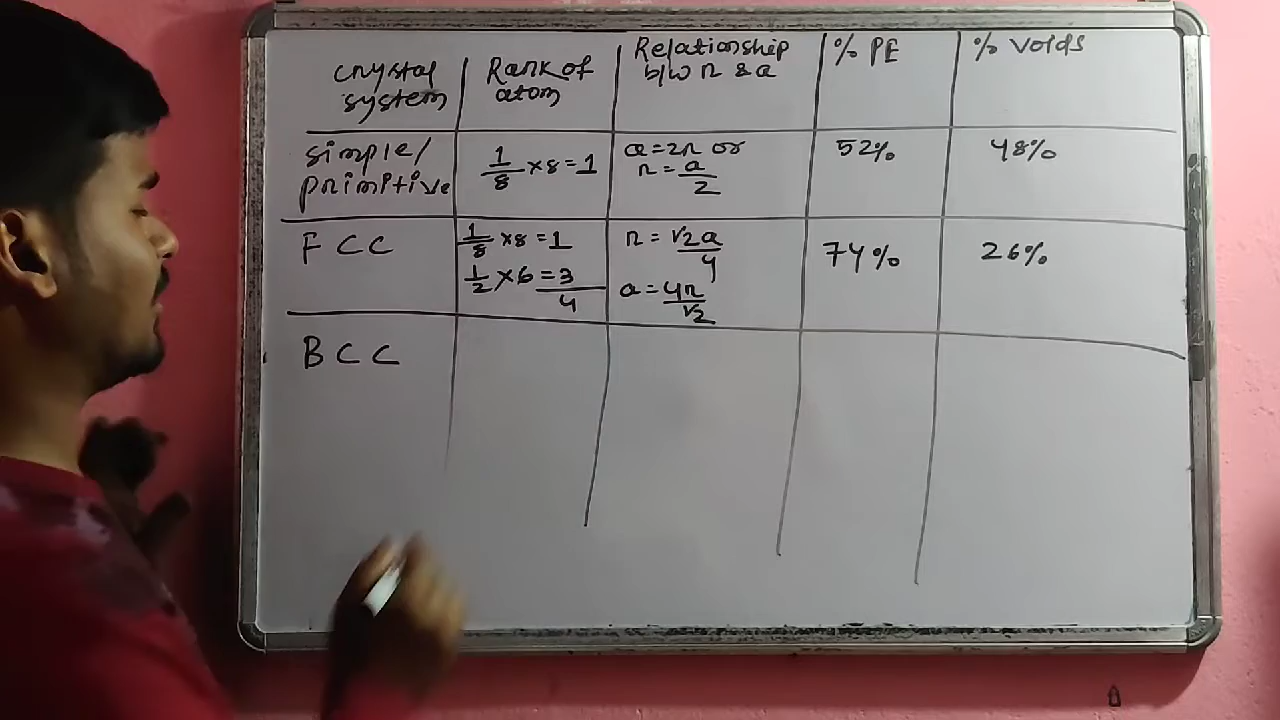 Crystal system
Rank of atom
Relationship b/w r & a
% PE
% Voids
Simple/ primitive
1/8 × 8 = 1
a = 2r or
r = a/2
52%
48%
FCC
1/8 × 8 = 1
1/2 × 6 = 3
4
r = √2a/4
a = 4r/√2
74%
26%
BCC